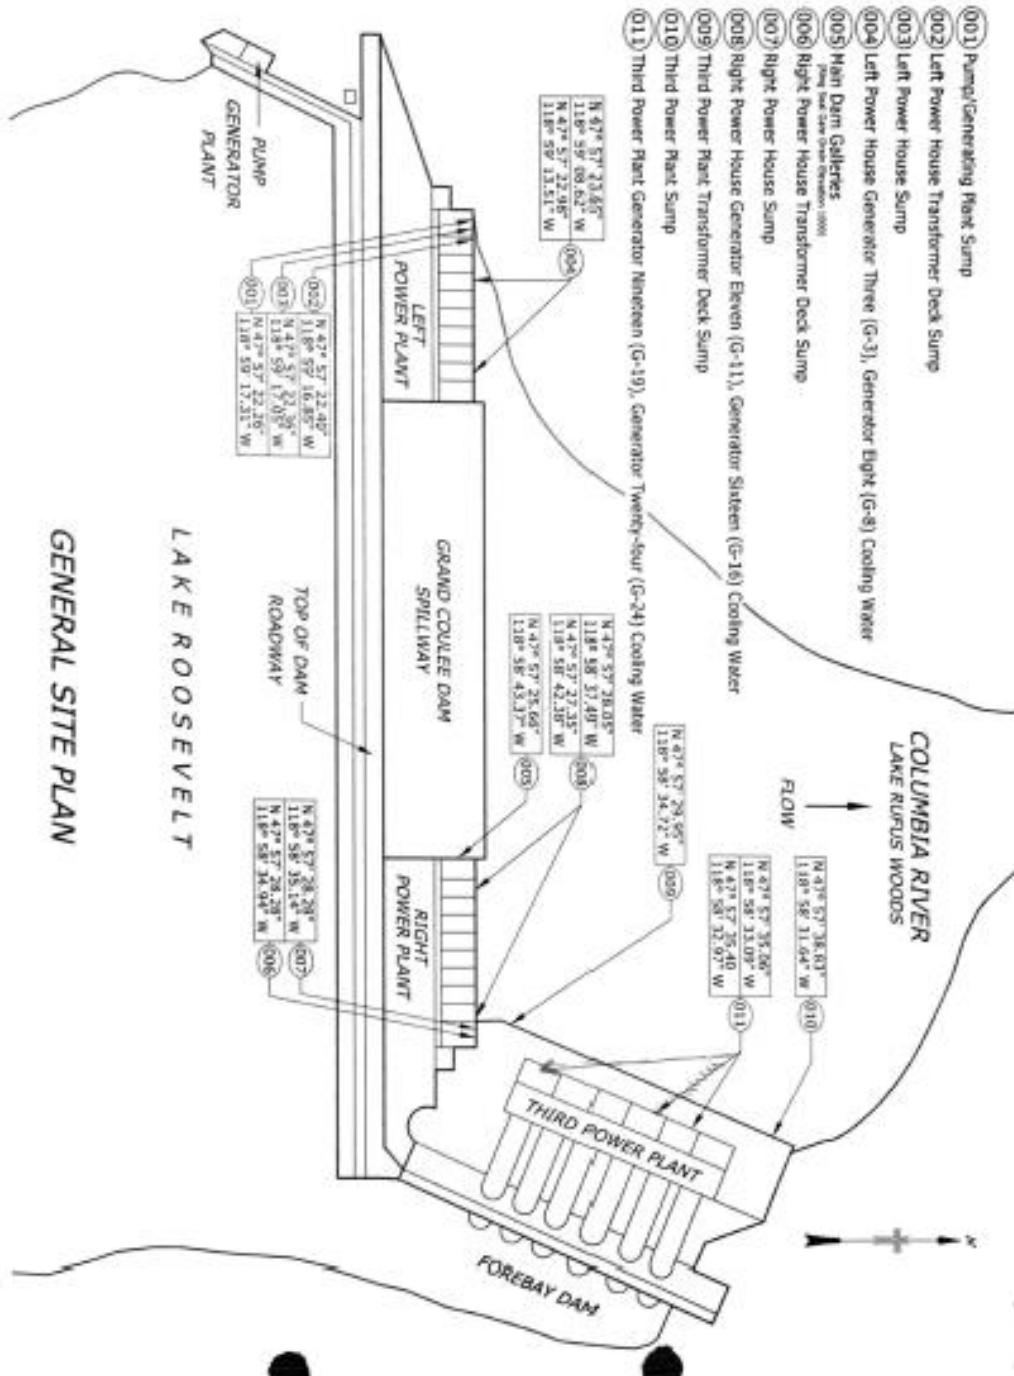 001 Pump/Generating Plant Sump
002 Left Power House Transformer Deck Sump
003 Left Power House Sump
004 Left Power House Generator Three (G-3), Generator Eight (G-8) Cooling Water
005 Main Dam Galleries
006 Right Power House Transformer Deck Sump
007 Right Power House Sump
008 Right Power House Generator Eleven (G-11), Generator Sixteen (G-16) Cooling Water
009 Third Power Plant Transformer Deck Sump
010 Third Power Plant Sump
011 Third Power Plant Generator Nineteen (G-19), Generator Twenty-four (G-24) Cooling Water
COLUMBIA RIVER
LAKE RUFUS WOODS
FLOW
N 47° 57' 38.83"
118° 58' 31.64" W
010
N 47° 57' 35.06"
118° 58' 33.09" W
N 47° 57' 35.40
118° 58' 32.97" W
011
N 47° 57' 29.95"
118° 58' 34.72" W
009
N 47° 57' 23.65"
118° 59' 08.62" W
N 47° 57' 22.98"
118° 59' 13.51" W
004
N 47° 57' 28.05"
118° 58' 37.49" W
N 47° 57' 27.35"
118° 58' 42.38" W
008
N 47° 57' 25.66"
118° 58' 43.37" W
005
PUMP
GENERATOR
PLANT
LEFT
POWER PLANT
GRAND COULEE DAM
SPILLWAY
RIGHT
POWER PLANT
THIRD POWER PLANT
FOREBAY DAM
002
N 47° 57' 22.40"
118° 59' 16.85" W
003
N 47° 57' 22.36"
118° 59' 17.05" W
001
N 47° 57' 22.26"
118° 59' 17.31" W
TOP OF DAM
ROADWAY
N 47° 57' 28.29"
118° 58' 35.14" W
007
N 47° 57' 28.28"
118° 58' 34.94" W
006
LAKE ROOSEVELT
GENERAL SITE PLAN